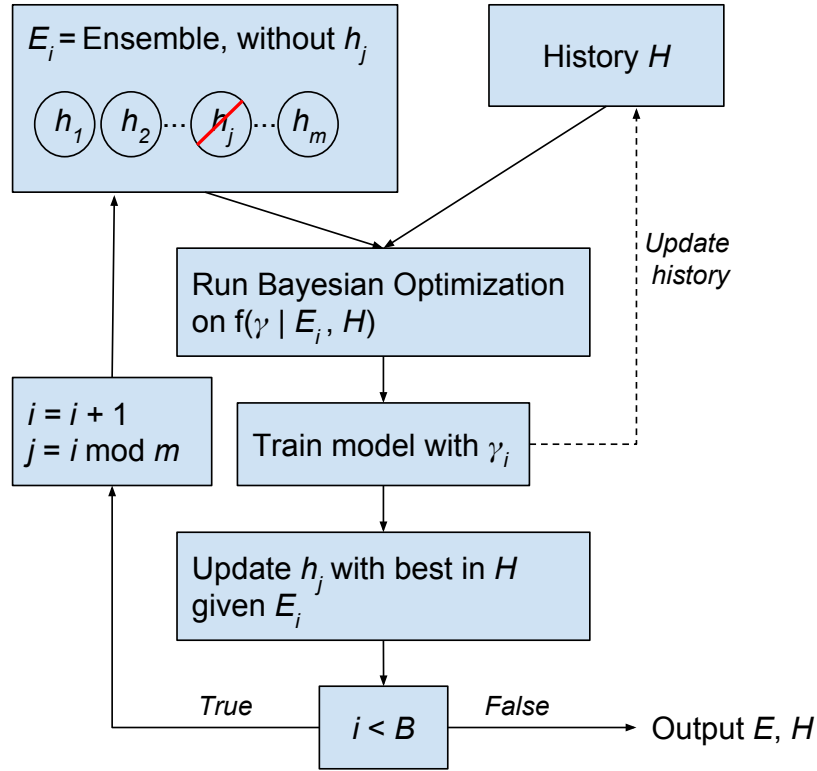 E_i = Ensemble, without h_j
h_1 h_2 ... h_j ... h_m
History H
Update
history
Run Bayesian Optimization
on f(γ | E_i, H)
i = i + 1
j = i mod m
Train model with γ_i
Update h_j with best in H
given E_i
True
i < B
False
Output E, H